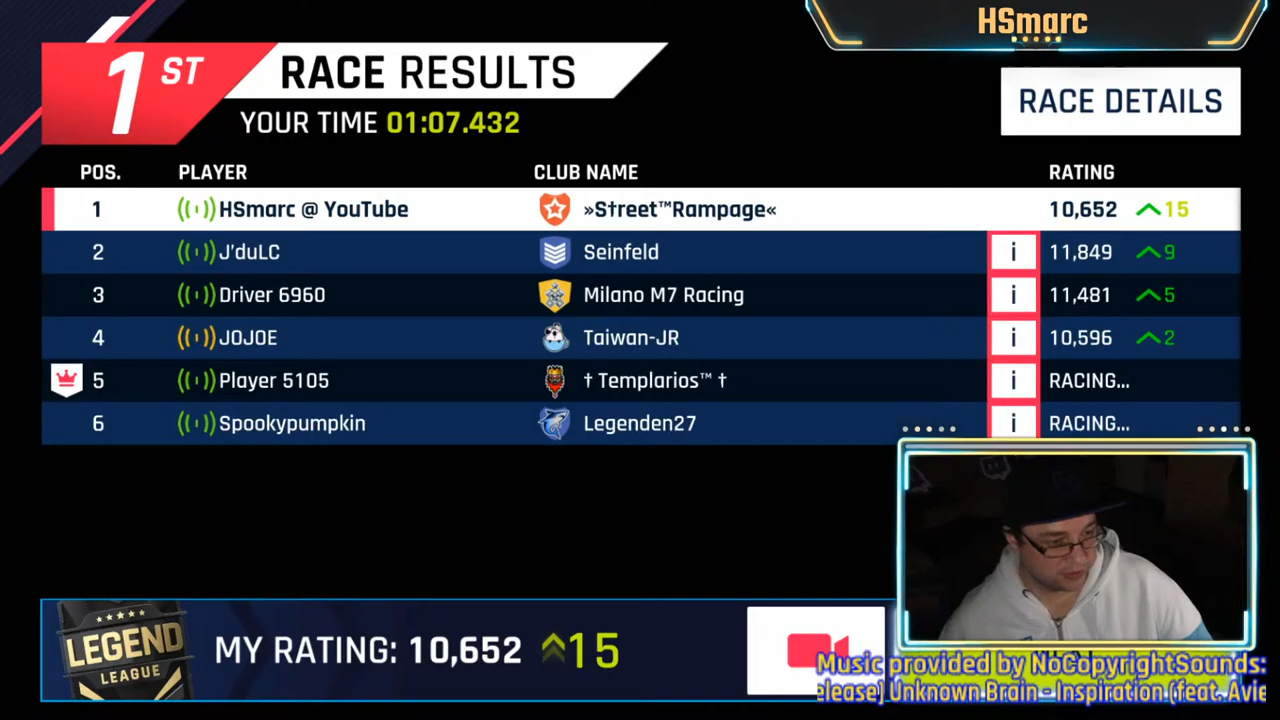 HSmarc
1ST
RACE RESULTS
YOUR TIME 01:07.432
RACE DETAILS
POS. PLAYER CLUB NAME RATING
1 HSmarc @ YouTube »S†reet™Rampage« 10,652 15
2 J'duLC Seinfeld i 11,849 9
3 Driver 6960 Milano M7 Racing i 11,481 5
4 JOJOE Taiwan-JR i 10,596 2
5 Player 5105 † Templarios™ † i RACING...
6 Spookypumpkin Legenden27 i RACING...
LEGEND
LEAGUE
MY RATING: 10,652 15
Music provided by NoCopyrightSounds:
elease] Unknown Brain - Inspiration (feat. Avie